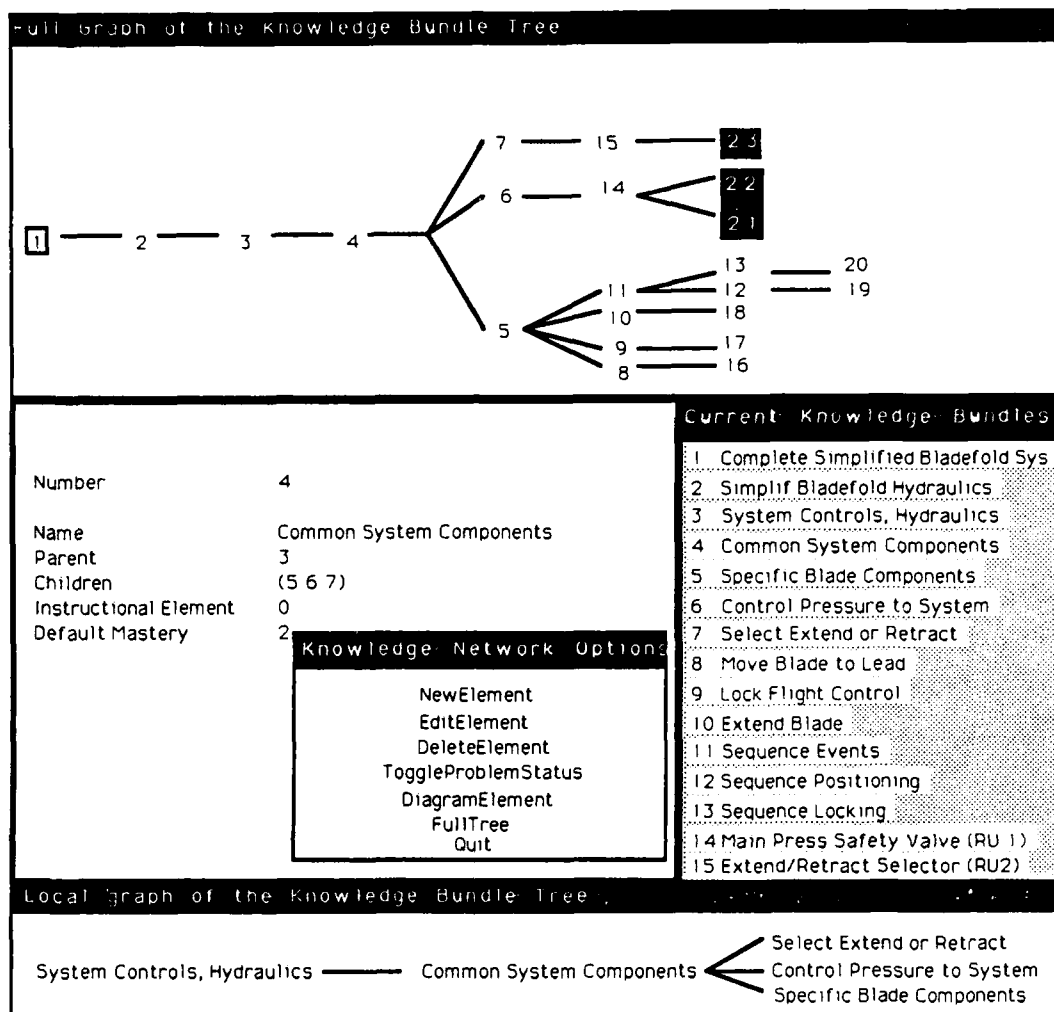 Full Graph of the Knowledge Bundle Tree
7 15 23
6 14 22
21
1 2 3 4
13 20
11 12 19
10 18
5
9 17
8 16
Current Knowledge Bundles
1 Complete Simplified Bladefold Sys
2 Simplif Bladefold Hydraulics
3 System Controls, Hydraulics
4 Common System Components
5 Specific Blade Components
6 Control Pressure to System
7 Select Extend or Retract
8 Move Blade to Lead
9 Lock Flight Control
10 Extend Blade
11 Sequence Events
12 Sequence Positioning
13 Sequence Locking
14 Main Press Safety Valve (RU 1)
15 Extend/Retract Selector (RU2)
Number 4
Name Common System Components
Parent 3
Children (5 6 7)
Instructional Element 0
Default Mastery 2
Knowledge Network Options
NewElement
EditElement
DeleteElement
ToggleProblemStatus
DiagramElement
FullTree
Quit
Local graph of the Knowledge Bundle Tree
Select Extend or Retract
System Controls, Hydraulics Common System Components Control Pressure to System
Specific Blade Components